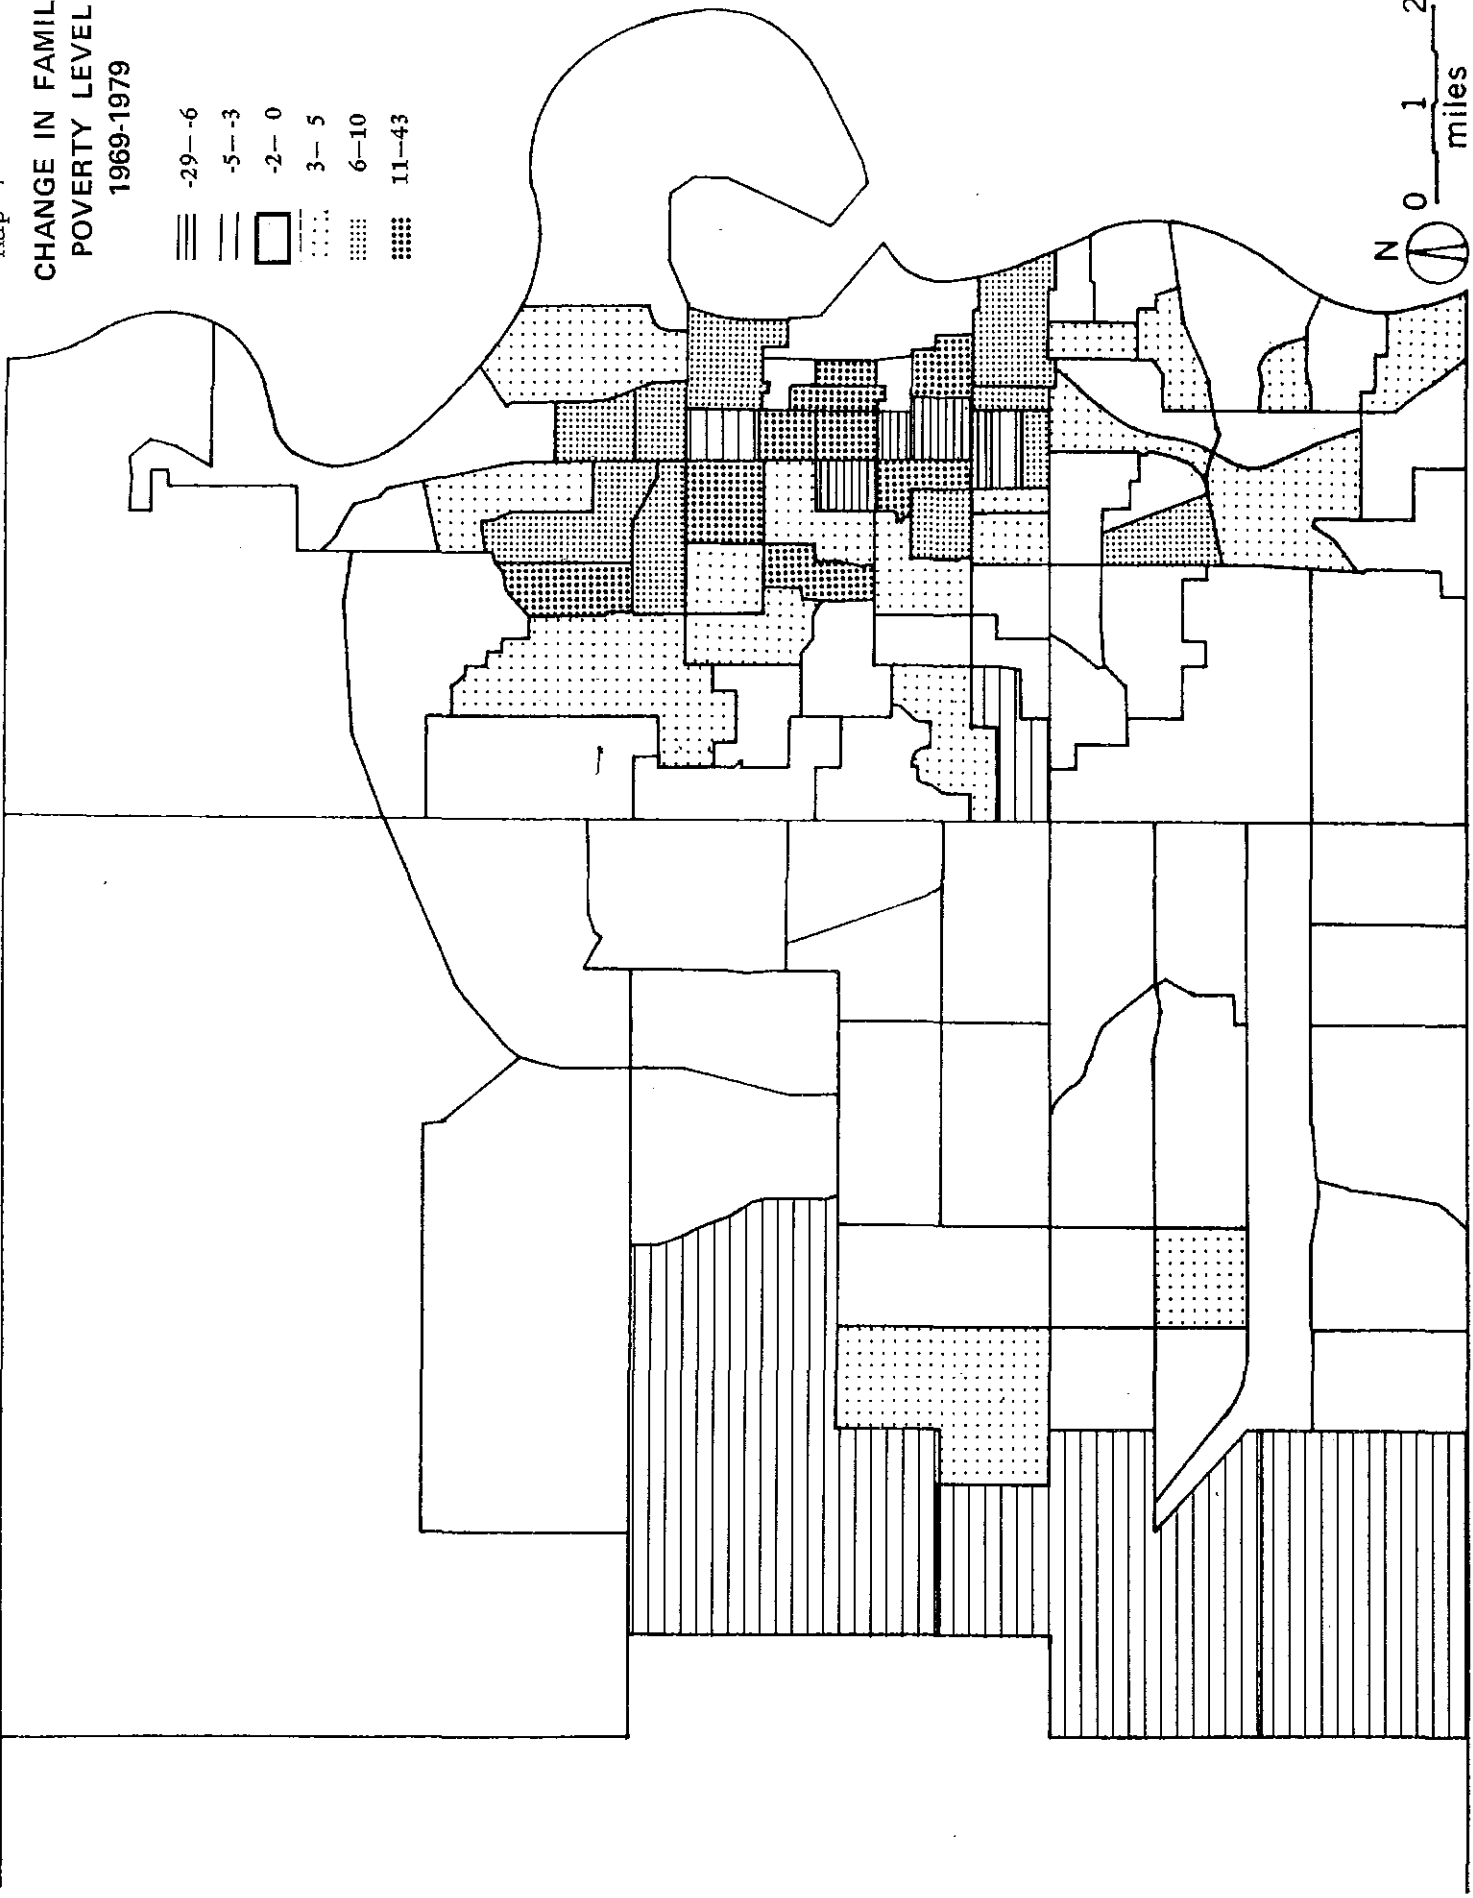 CHANGE IN FAMIL
POVERTY LEVEL
1969-1979
-29—-6
-5—-3
-2— 0
3— 5
6—10
11—43
N
0 1 2
miles